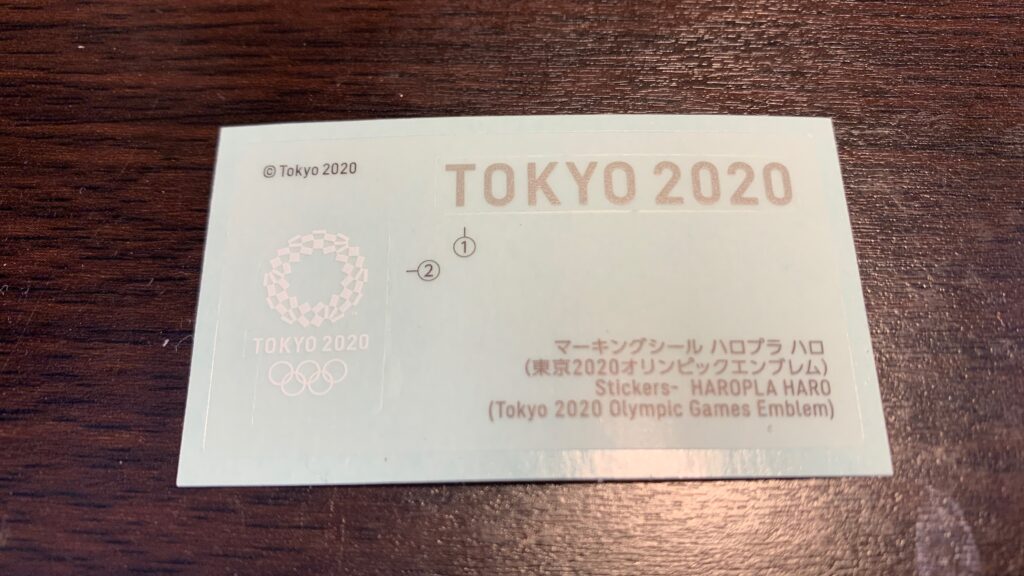 © Tokyo 2020
TOKYO 2020
①
②
TOKYO 2020
マーキングシール ハロプラ ハロ
(東京2020オリンピックエンブレム)
Stickers- HAROPLA HARO
(Tokyo 2020 Olympic Games Emblem)